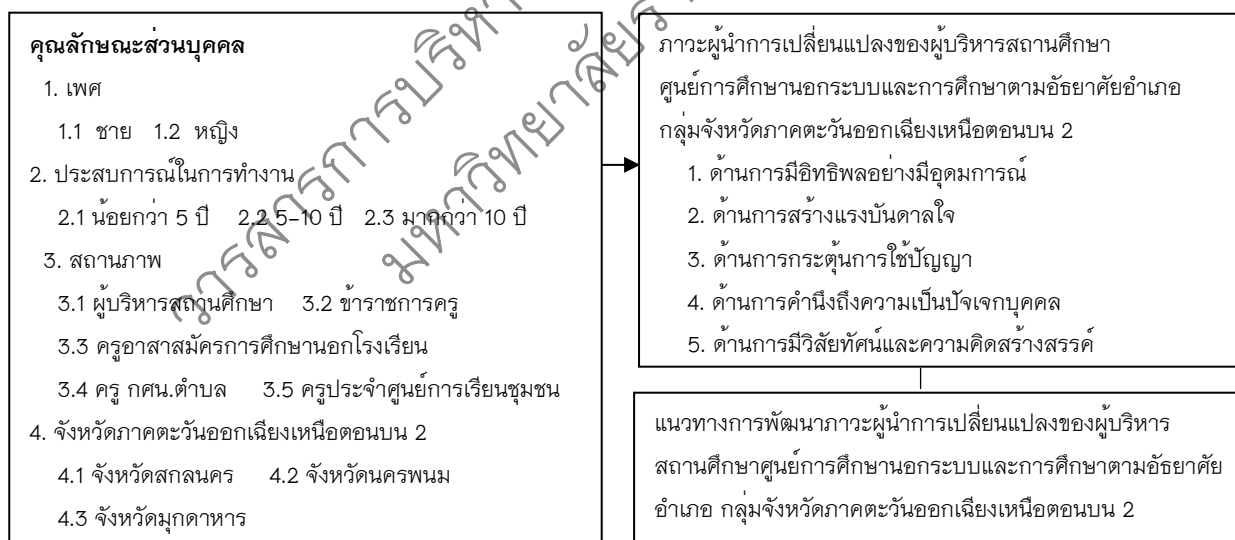 คุณลักษณะส่วนบุคคล
1. เพศ
1.1 ชาย 1.2 หญิง
2. ประสบการณ์ในการทำงาน
2.1 น้อยกว่า 5 ปี 2.2 5–10 ปี 2.3 มากกว่า 10 ปี
3. สถานภาพ
3.1 ผู้บริหารสถานศึกษา 3.2 ข้าราชการครู
3.3 ครูอาสาสมัครการศึกษานอกโรงเรียน
3.4 ครู กศน.ตำบล 3.5 ครูประจำศูนย์การเรียนชุมชน
4. จังหวัดภาคตะวันออกเฉียงเหนือตอนบน 2
4.1 จังหวัดสกลนคร 4.2 จังหวัดนครพนม
4.3 จังหวัดมุกดาหาร
ภาวะผู้นำการเปลี่ยนแปลงของผู้บริหารสถานศึกษา
ศูนย์การศึกษานอกระบบและการศึกษาตามอัธยาศัยอำเภอ
กลุ่มจังหวัดภาคตะวันออกเฉียงเหนือตอนบน 2
1. ด้านการมีอิทธิพลอย่างมีอุดมการณ์
2. ด้านการสร้างแรงบันดาลใจ
3. ด้านการกระตุ้นการใช้ปัญญา
4. ด้านการคำนึงถึงความเป็นปัจเจกบุคคล
5. ด้านการมีวิสัยทัศน์และความคิดสร้างสรรค์
แนวทางการพัฒนาภาวะผู้นำการเปลี่ยนแปลงของผู้บริหาร
สถานศึกษาศูนย์การศึกษานอกระบบและการศึกษาตามอัธยาศัย
อำเภอ กลุ่มจังหวัดภาคตะวันออกเฉียงเหนือตอนบน 2
วารสารการบริหา
มหาวิทยาลัยรา